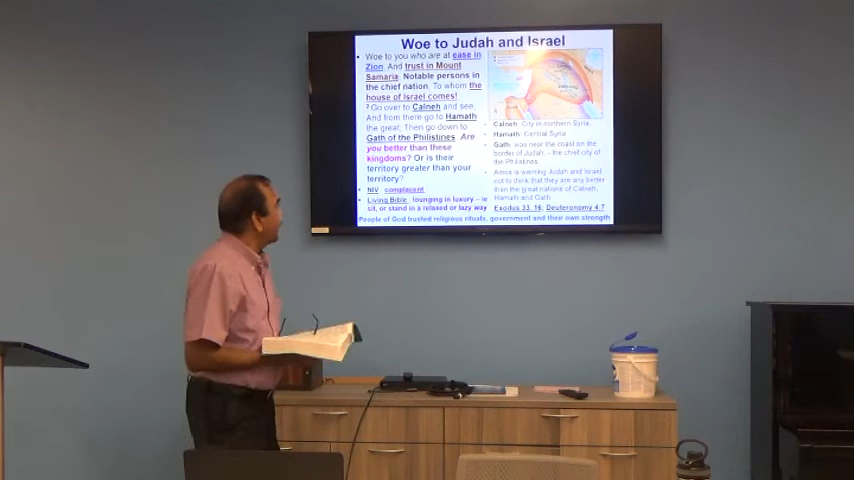 Woe to Judah and Israel
Woe to you who are at ease in
Zion, And trust in Mount
Samaria, Notable persons in
the chief nation, To whom the
house of Israel comes!
2 Go over to Calneh and see;
And from there go to Hamath
the great; Then go down to
Gath of the Philistines. Are
you better than these
kingdoms? Or is their
territory greater than your
territory?
NIV complacent
Living Bible lounging in luxury – ie
sit, or stand in a relaxed or lazy way
Calneh: City in northern Syria,
Hamath: Central Syria
Gath: was near the coast on the
border of Judah, - the chief city of
the Philistines
Amos is warning Judah and Israel
not to think that they are any better
than the great nations of Calneh,
Hamath and Gath
Exodus 33, 16; Deuteronomy 4:7
People of God trusted religious rituals, government and their own strength